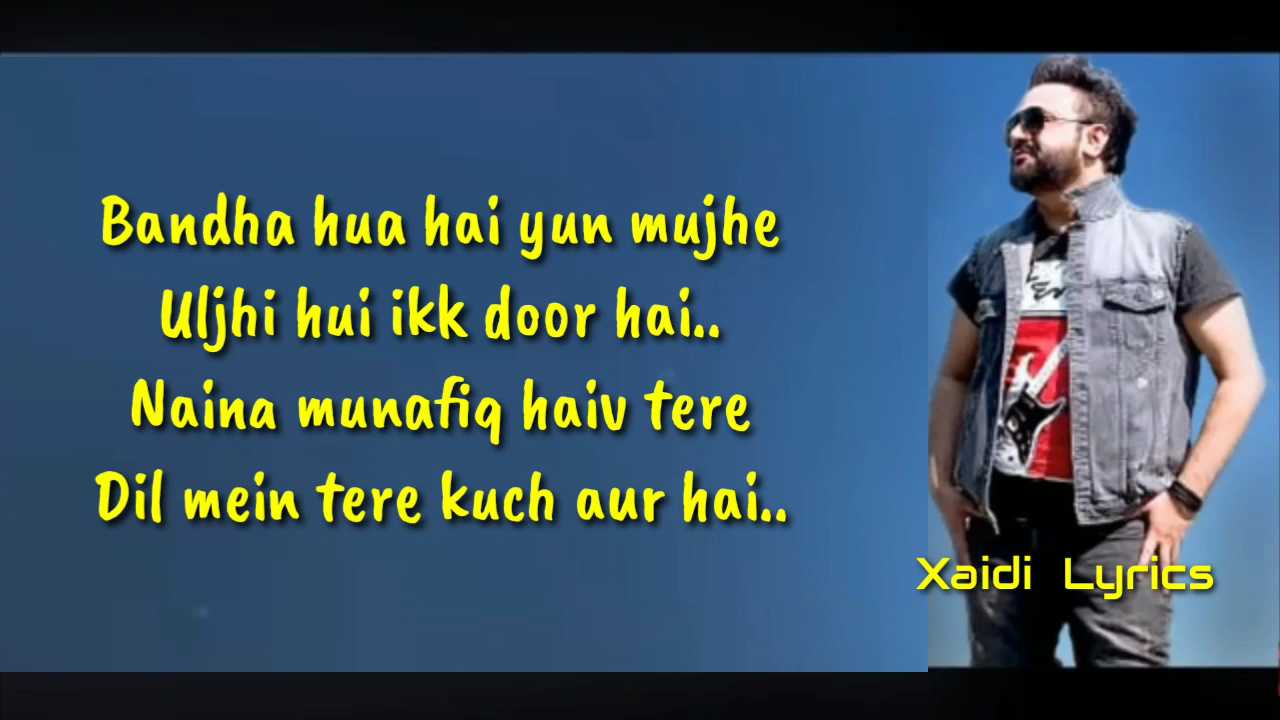 Bandha hua hai yun mujhe
Uljhi hui ikk door hai..
Naina munafiq haiv tere
Dil mein tere kuch aur hai..
Xaidi Lyrics